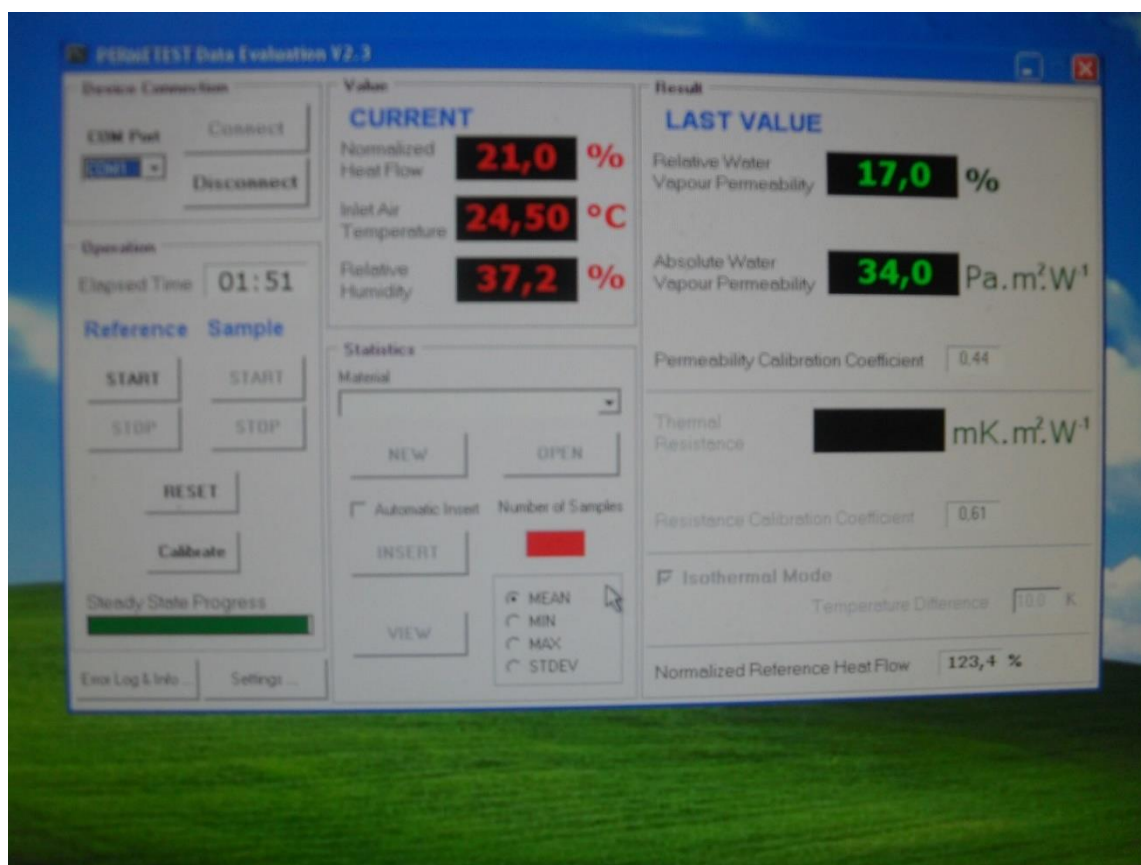 PERMETEST Data Evaluation V2.3
Device Connection
COM Port
COM1
Connect
Disconnect
Operation
Elapsed Time 01:51
Reference Sample
START START
STOP STOP
RESET
Calibrate
Steady State Progress
Error Log & Info ... Settings ...
Value
CURRENT
Normalized
Heat Flow
21,0 %
Inlet Air
Temperature
24,50 °C
Relative
Humidity
37,2 %
Statistics
Material
NEW OPEN
Automatic Insert
Number of Samples
INSERT
VIEW
MEAN
MIN
MAX
STDEV
Result
LAST VALUE
Relative Water
Vapour Permeability
17,0 %
Absolute Water
Vapour Permeability
34,0 Pa.m².W⁻¹
Permeability Calibration Coefficient 0,44
Thermal
Resistance
mK.m².W⁻¹
Resistance Calibration Coefficient 0,61
Isothermal Mode
Temperature Difference 10,0 K
Normalized Reference Heat Flow 123,4 %